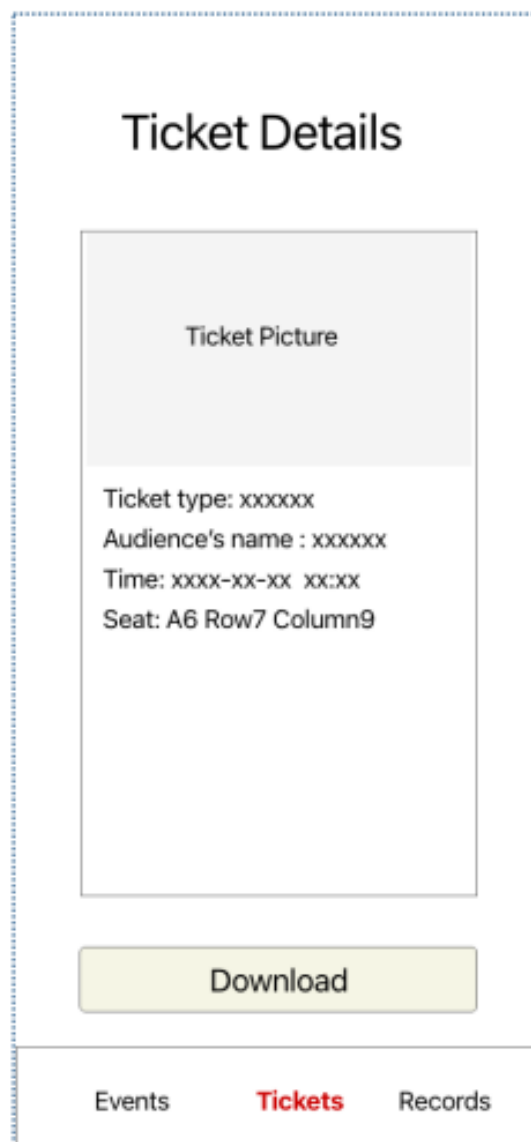 Ticket Details
Ticket Picture
Ticket type: xxxxxx
Audience's name : xxxxxx
Time: xxxx-xx-xx  xx:xx
Seat: A6 Row7 Column9
Download
Events Tickets Records